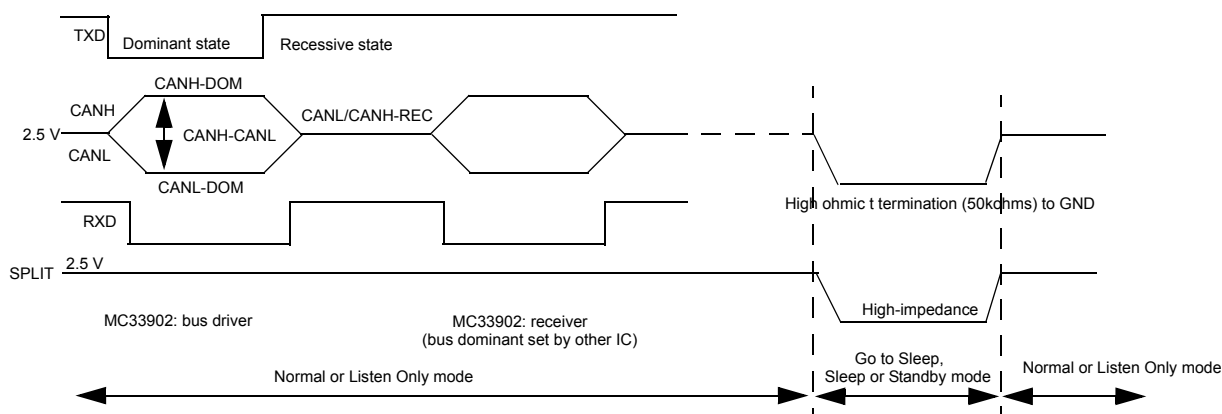 TXD
Dominant state
Recessive state
CANH-DOM
CANH
CANL/CANH-REC
2.5 V
CANH-CANL
CANL
CANL-DOM
High ohmic t termination (50kohms) to GND
RXD
2.5 V
SPLIT
High-impedance
MC33902: bus driver
MC33902: receiver
(bus dominant set by other IC)
Go to Sleep,
Sleep or Standby mode
Normal or Listen Only mode
Normal or Listen Only mode